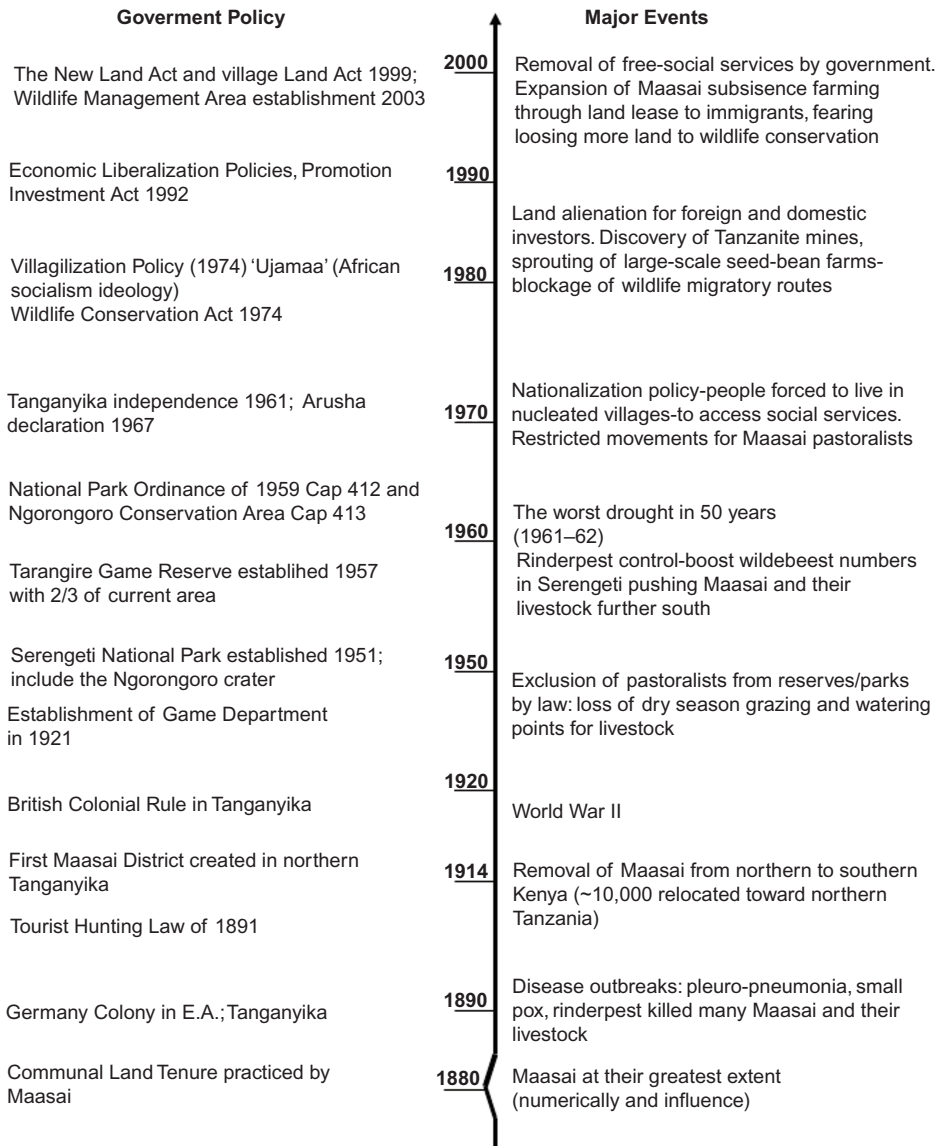 Goverment Policy
Major Events
2000
The New Land Act and village Land Act 1999;
Wildlife Management Area establishment 2003
Removal of free-social services by government.
Expansion of Maasai subsisence farming
through land lease to immigrants, fearing
loosing more land to wildlife conservation
Economic Liberalization Policies, Promotion
Investment Act 1992
1990
Land alienation for foreign and domestic
investors. Discovery of Tanzanite mines,
sprouting of large-scale seed-bean farms-
blockage of wildlife migratory routes
Villagilization Policy (1974) ‘Ujamaa’ (African
socialism ideology)
Wildlife Conservation Act 1974
1980
Tanganyika independence 1961; Arusha
declaration 1967
1970
Nationalization policy-people forced to live in
nucleated villages-to access social services.
Restricted movements for Maasai pastoralists
National Park Ordinance of 1959 Cap 412 and
Ngorongoro Conservation Area Cap 413
1960
The worst drought in 50 years
(1961–62)
Rinderpest control-boost wildebeest numbers
in Serengeti pushing Maasai and their
livestock further south
Tarangire Game Reserve establihed 1957
with 2/3 of current area
Serengeti National Park established 1951;
include the Ngorongoro crater
1950
Exclusion of pastoralists from reserves/parks
by law: loss of dry season grazing and watering
points for livestock
Establishment of Game Department
in 1921
1920
British Colonial Rule in Tanganyika
World War II
First Maasai District created in northern
Tanganyika
1914
Removal of Maasai from northern to southern
Kenya (~10,000 relocated toward northern
Tanzania)
Tourist Hunting Law of 1891
1890
Germany Colony in E.A.; Tanganyika
Disease outbreaks: pleuro-pneumonia, small
pox, rinderpest killed many Maasai and their
livestock
Communal Land Tenure practiced by
Maasai
1880
Maasai at their greatest extent
(numerically and influence)